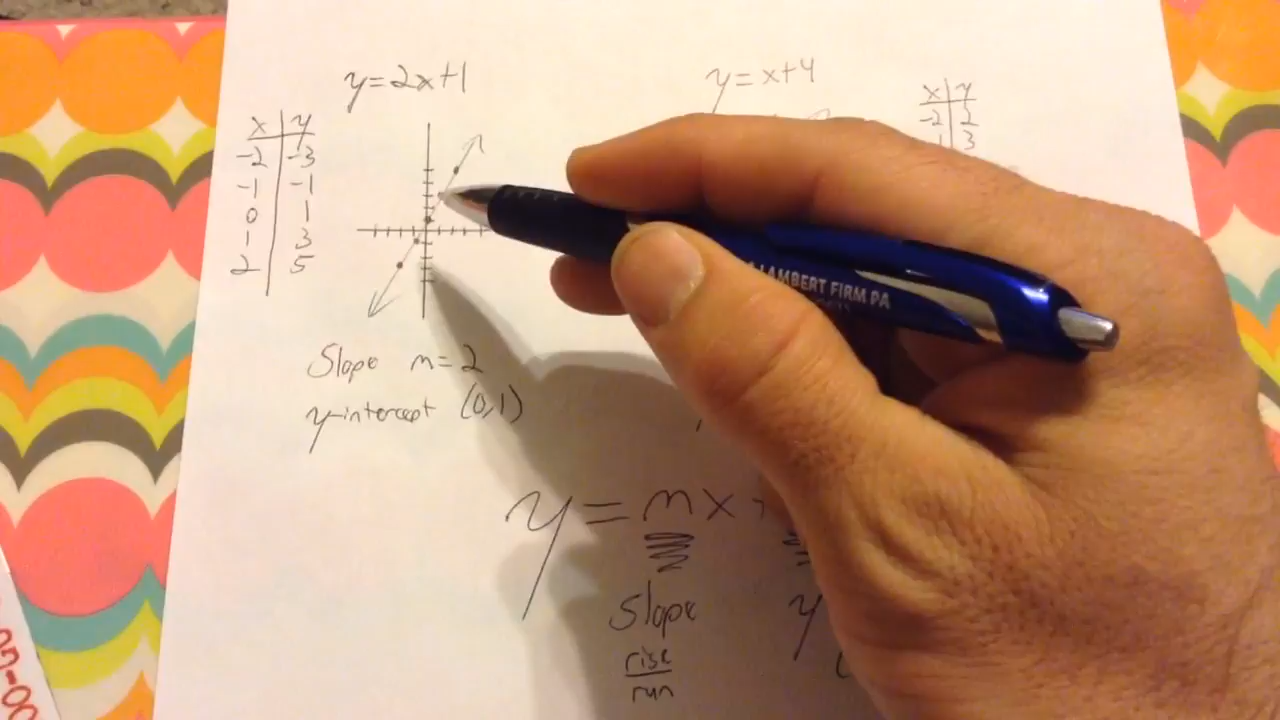 y=2x+1
x y
-2 -3
-1 -1
0 1
1 3
2 5
Slope m=2
y-intercept (0,1)
y=x+4
x y
-2 2
3
LAMBERT FIRM PA
y=mx+
Slope
rise
run
y
(